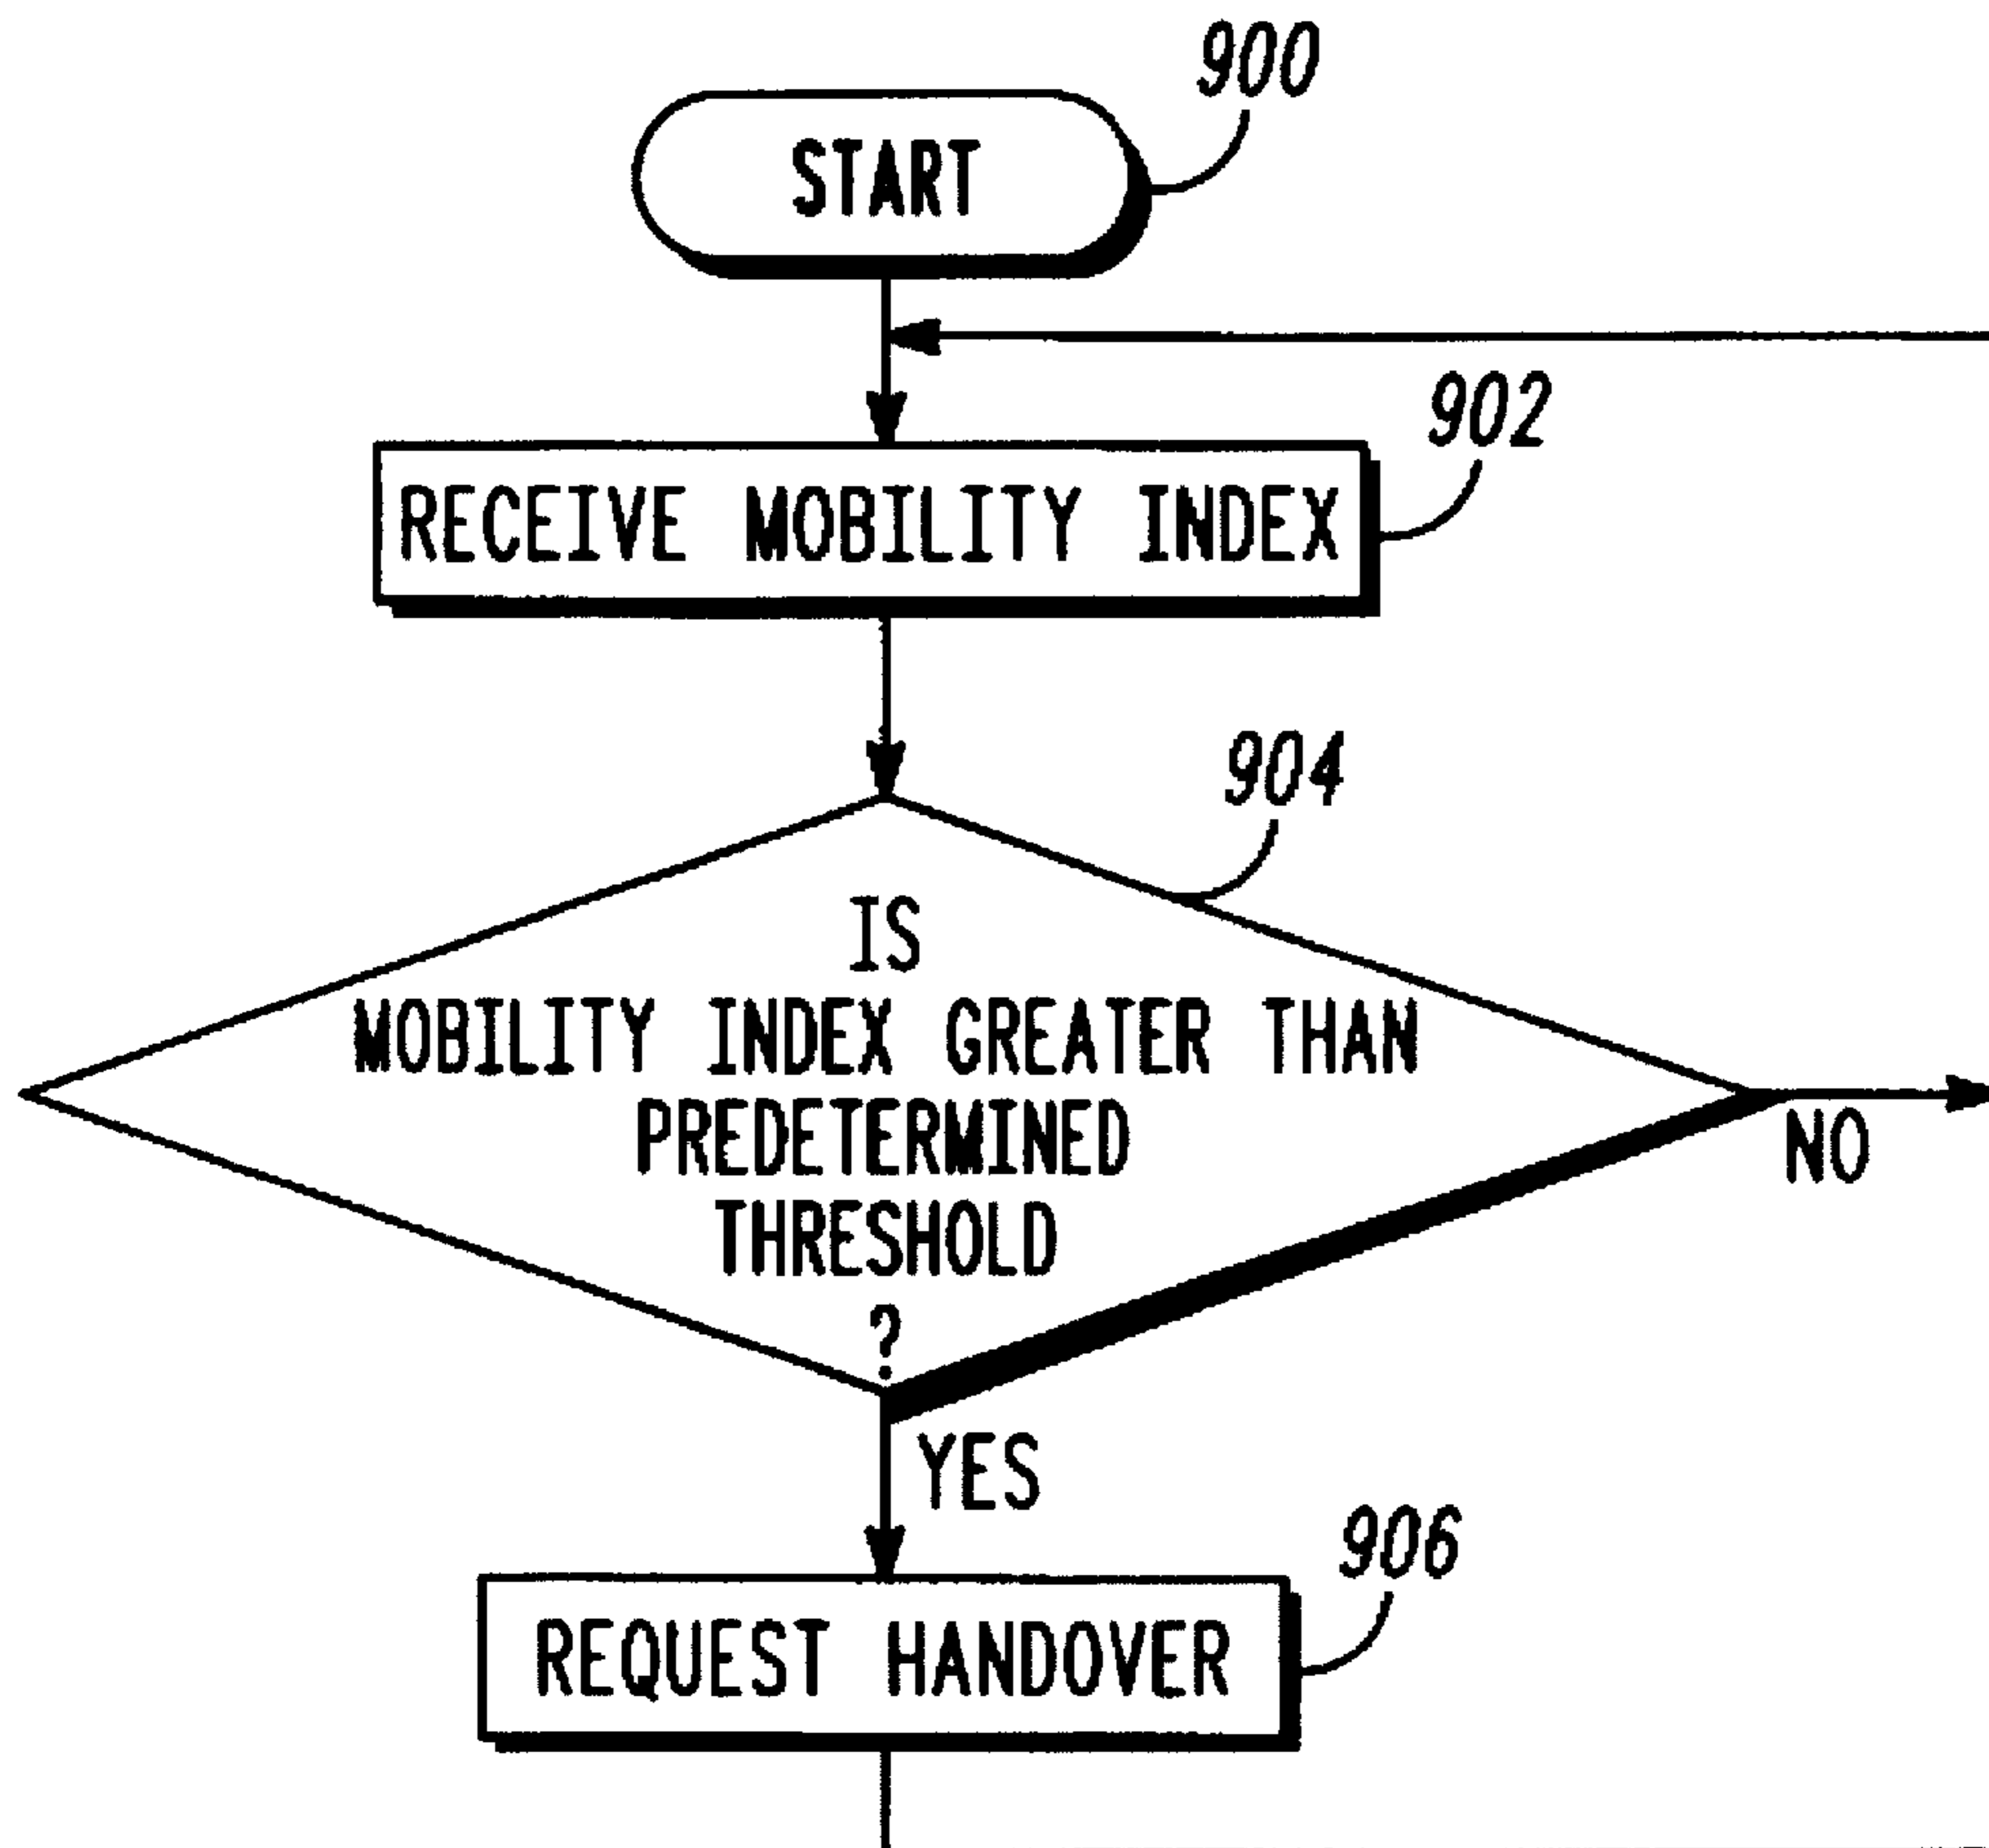 900
START
902
RECEIVE MOBILITY INDEX
904
IS
MOBILITY INDEX GREATER THAN
PREDETERMINED
THRESHOLD
?
NO
YES
906
REQUEST HANDOVER